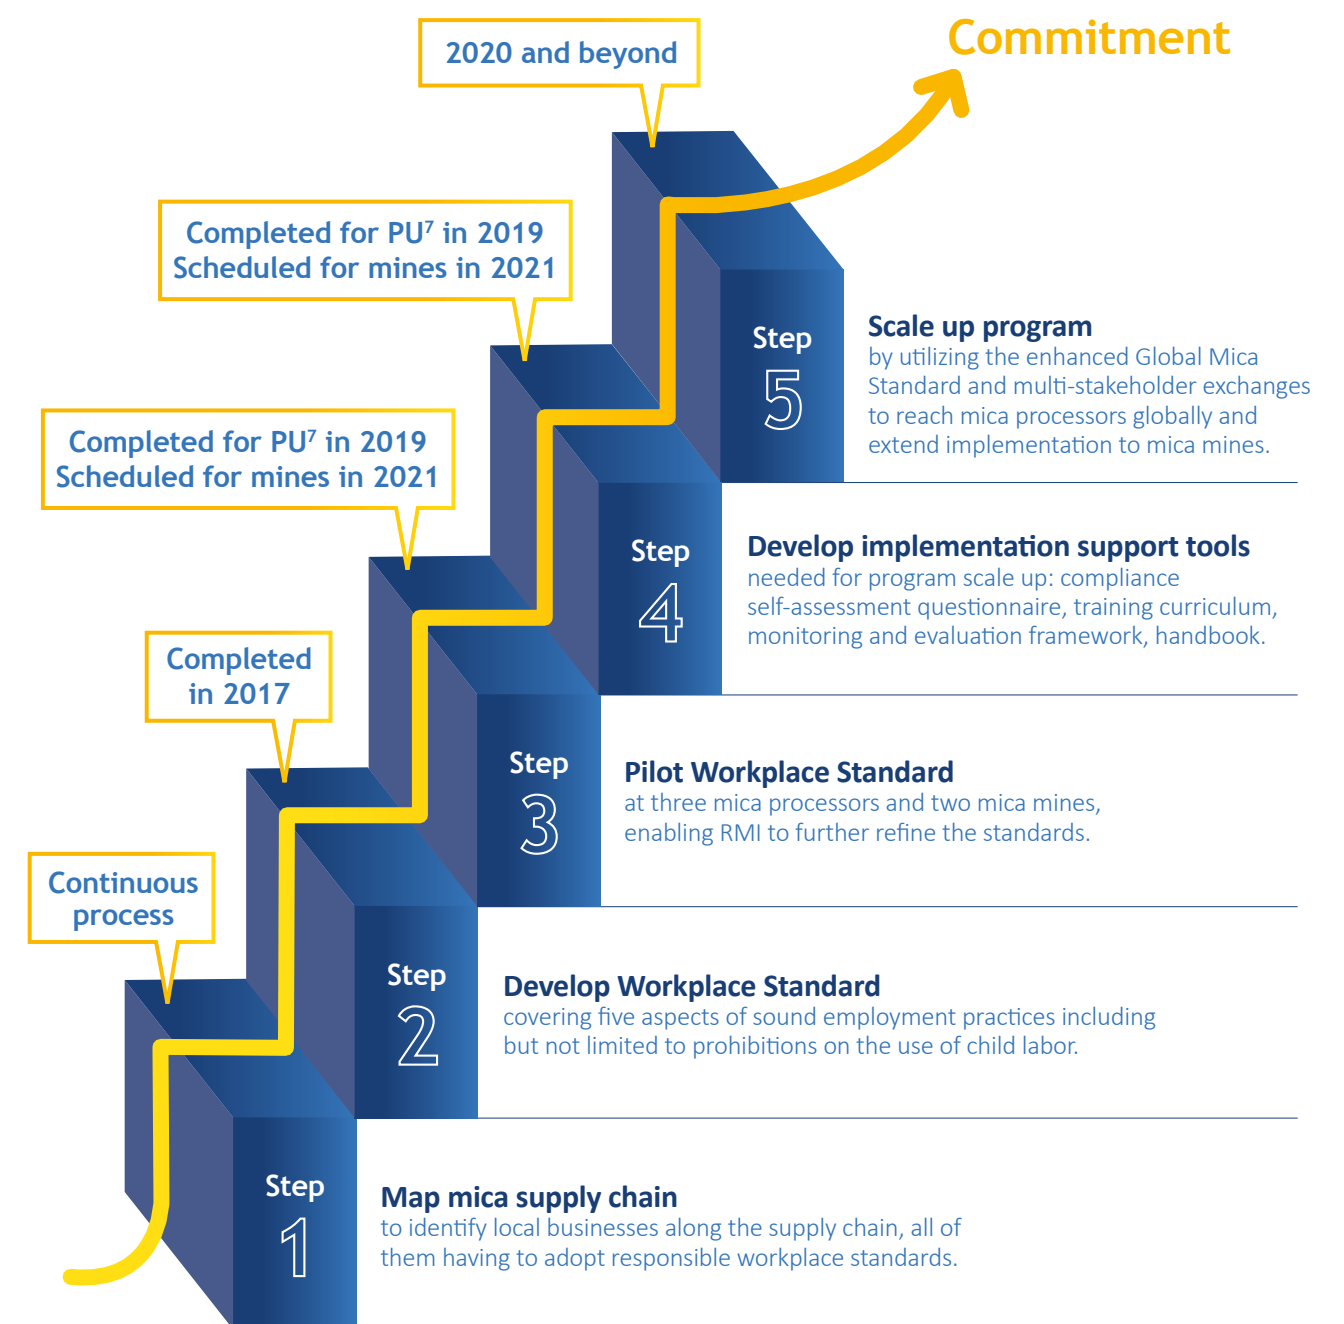 Commitment
2020 and beyond
Completed for PU⁷ in 2019
Scheduled for mines in 2021
Step
5
Scale up program
by utilizing the enhanced Global Mica
Standard and multi-stakeholder exchanges
to reach mica processors globally and
extend implementation to mica mines.
Completed for PU⁷ in 2019
Scheduled for mines in 2021
Step
4
Develop implementation support tools
needed for program scale up: compliance
self-assessment questionnaire, training curriculum,
monitoring and evaluation framework, handbook.
Completed
in 2017
Step
3
Pilot Workplace Standard
at three mica processors and two mica mines,
enabling RMI to further refine the standards.
Continuous
process
Step
2
Develop Workplace Standard
covering five aspects of sound employment practices including
but not limited to prohibitions on the use of child labor.
Step
1
Map mica supply chain
to identify local businesses along the supply chain, all of
them having to adopt responsible workplace standards.